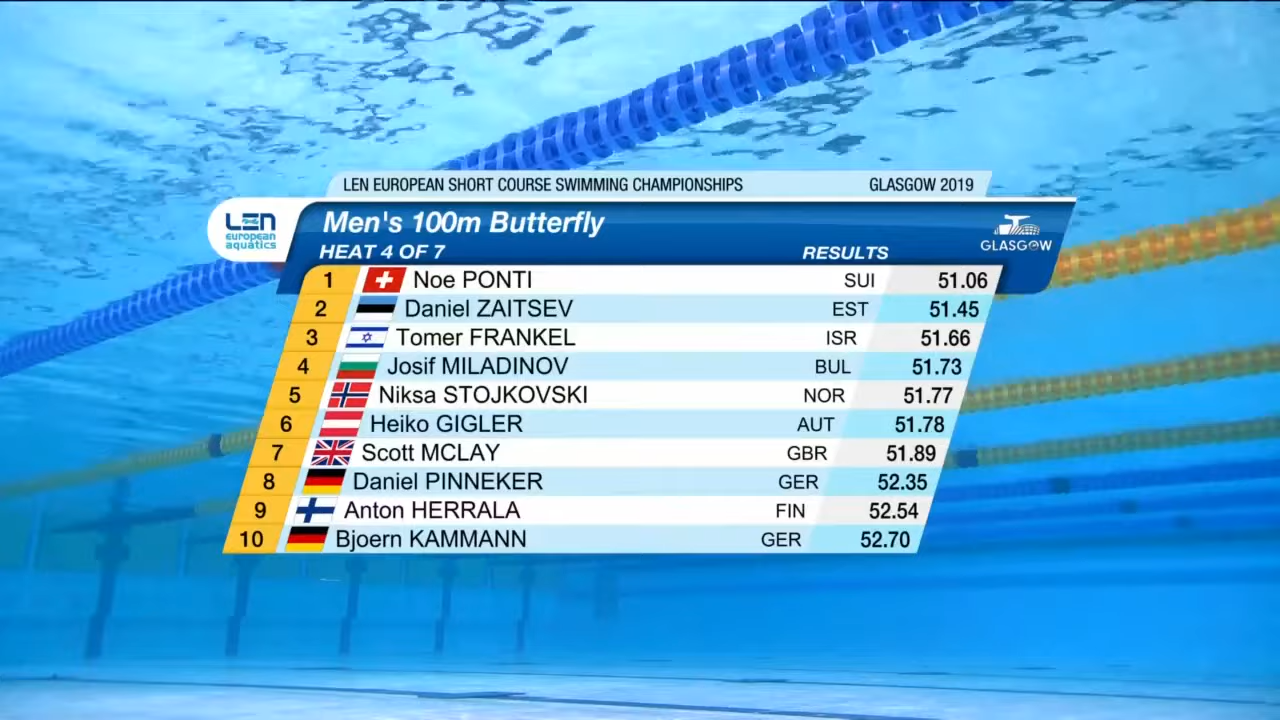 LEN EUROPEAN SHORT COURSE SWIMMING CHAMPIONSHIPS GLASGOW 2019
LEN
european
aquatics
Men's 100m Butterfly
HEAT 4 OF 7 RESULTS
GLASGOW
1 Noe PONTI SUI 51.06
2 Daniel ZAITSEV EST 51.45
3 Tomer FRANKEL ISR 51.66
4 Josif MILADINOV BUL 51.73
5 Niksa STOJKOVSKI NOR 51.77
6 Heiko GIGLER AUT 51.78
7 Scott MCLAY GBR 51.89
8 Daniel PINNEKER GER 52.35
9 Anton HERRALA FIN 52.54
10 Bjoern KAMMANN GER 52.70